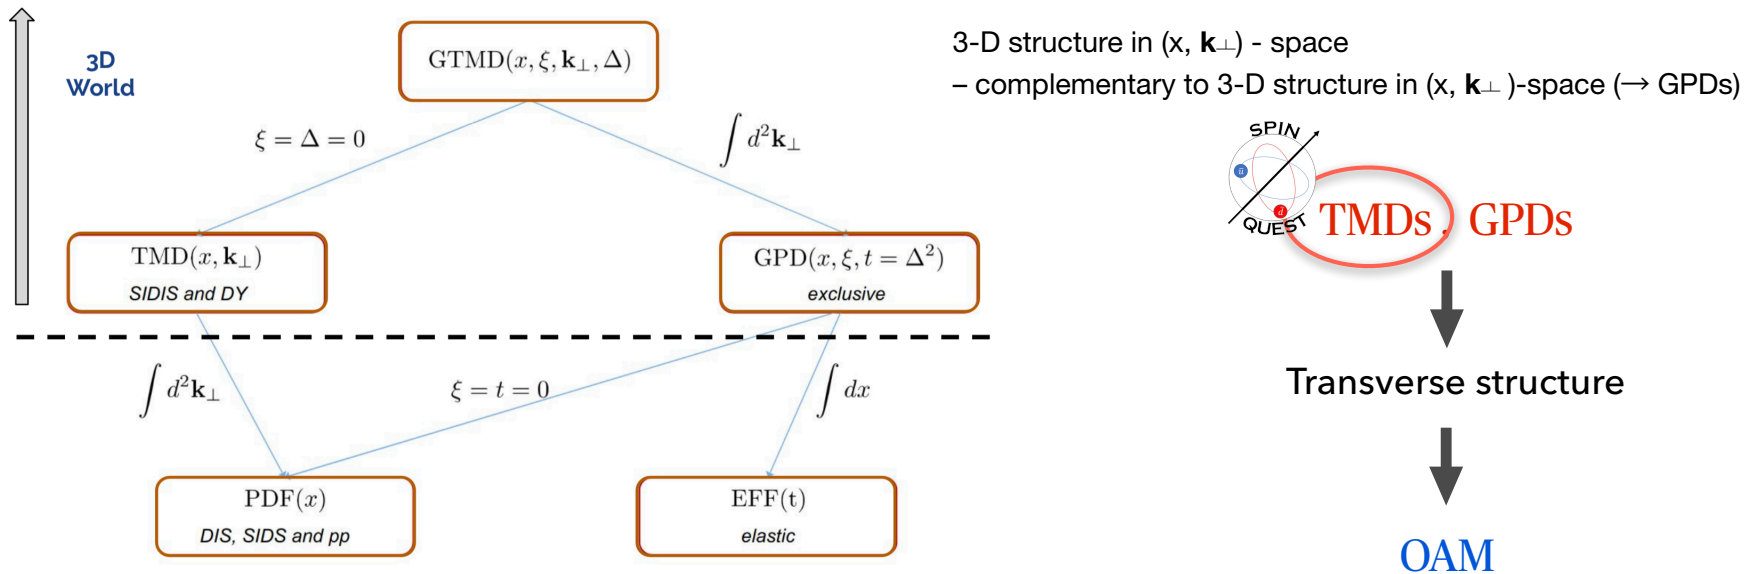 3D
World
GTMD(x, ξ, k⊥, Δ)
ξ = Δ = 0
∫ d²k⊥
TMD(x, k⊥)
SIDIS and DY
GPD(x, ξ, t = Δ²)
exclusive
∫ d²k⊥
ξ = t = 0
∫ dx
PDF(x)
DIS, SIDS and pp
EFF(t)
elastic
3-D structure in (x, k⊥) - space
– complementary to 3-D structure in (x, k⊥ )-space (→ GPDs)
SPIN
ū
d
QUEST
TMDs , GPDs
Transverse structure
OAM